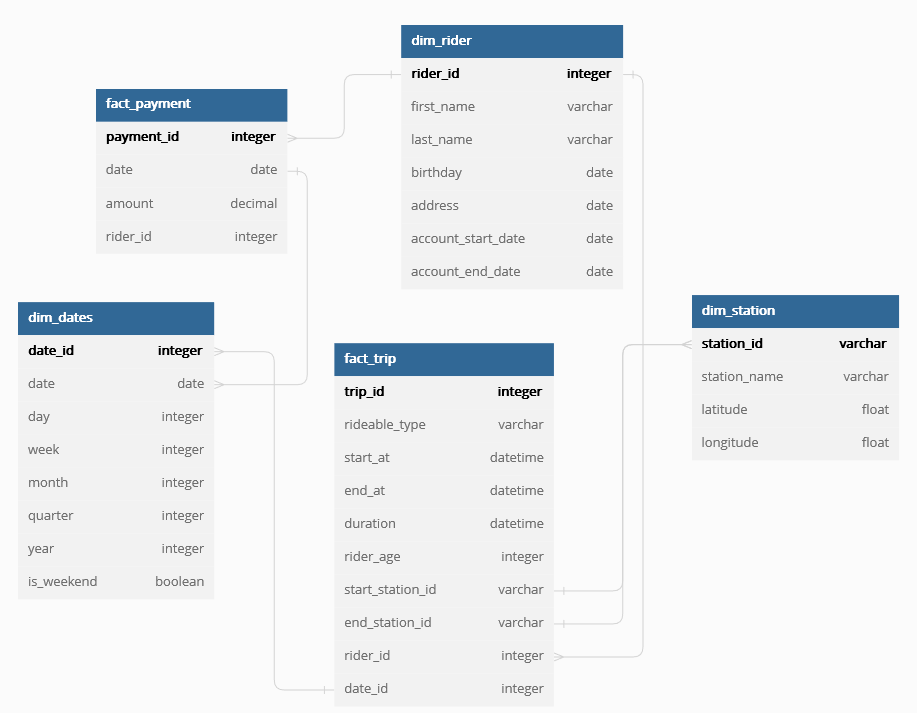 dim_rider
rider_id integer
first_name varchar
last_name varchar
birthday date
address date
account_start_date date
account_end_date date
fact_payment
payment_id integer
date date
amount decimal
rider_id integer
dim_dates
date_id integer
date date
day integer
week integer
month integer
quarter integer
year integer
is_weekend boolean
fact_trip
trip_id integer
rideable_type varchar
start_at datetime
end_at datetime
duration datetime
rider_age integer
start_station_id varchar
end_station_id varchar
rider_id integer
date_id integer
dim_station
station_id varchar
station_name varchar
latitude float
longitude float